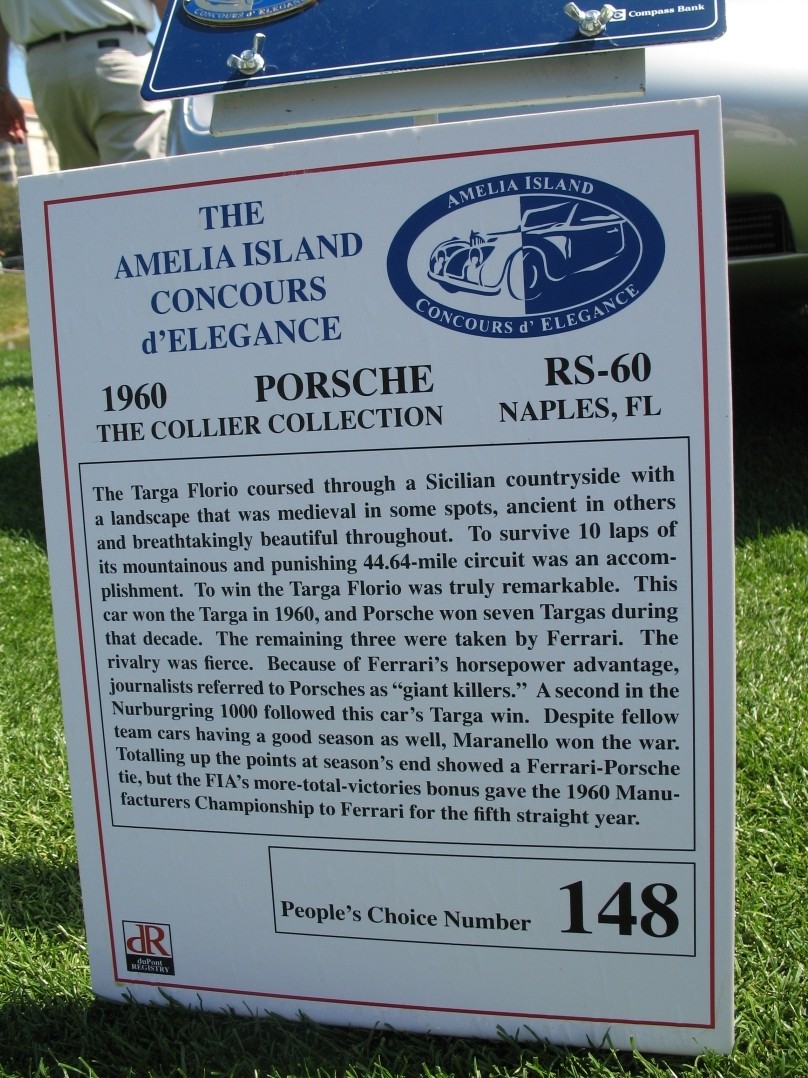 CONCOURS d' ELEGANCE
Compass Bank
THE
AMELIA ISLAND
CONCOURS
d'ELEGANCE
AMELIA ISLAND
CONCOURS d' ELEGANCE
1960 PORSCHE RS-60
THE COLLIER COLLECTION NAPLES, FL
The Targa Florio coursed through a Sicilian countryside with
a landscape that was medieval in some spots, ancient in others
and breathtakingly beautiful throughout. To survive 10 laps of
its mountainous and punishing 44.64-mile circuit was an accom-
plishment. To win the Targa Florio was truly remarkable. This
car won the Targa in 1960, and Porsche won seven Targas during
that decade. The remaining three were taken by Ferrari. The
rivalry was fierce. Because of Ferrari's horsepower advantage,
journalists referred to Porsches as “giant killers.” A second in the
Nurburgring 1000 followed this car's Targa win. Despite fellow
team cars having a good season as well, Maranello won the war.
Totalling up the points at season's end showed a Ferrari-Porsche
tie, but the FIA's more-total-victories bonus gave the 1960 Manu-
facturers Championship to Ferrari for the fifth straight year.
People's Choice Number 148
dR
duPont
REGISTRY